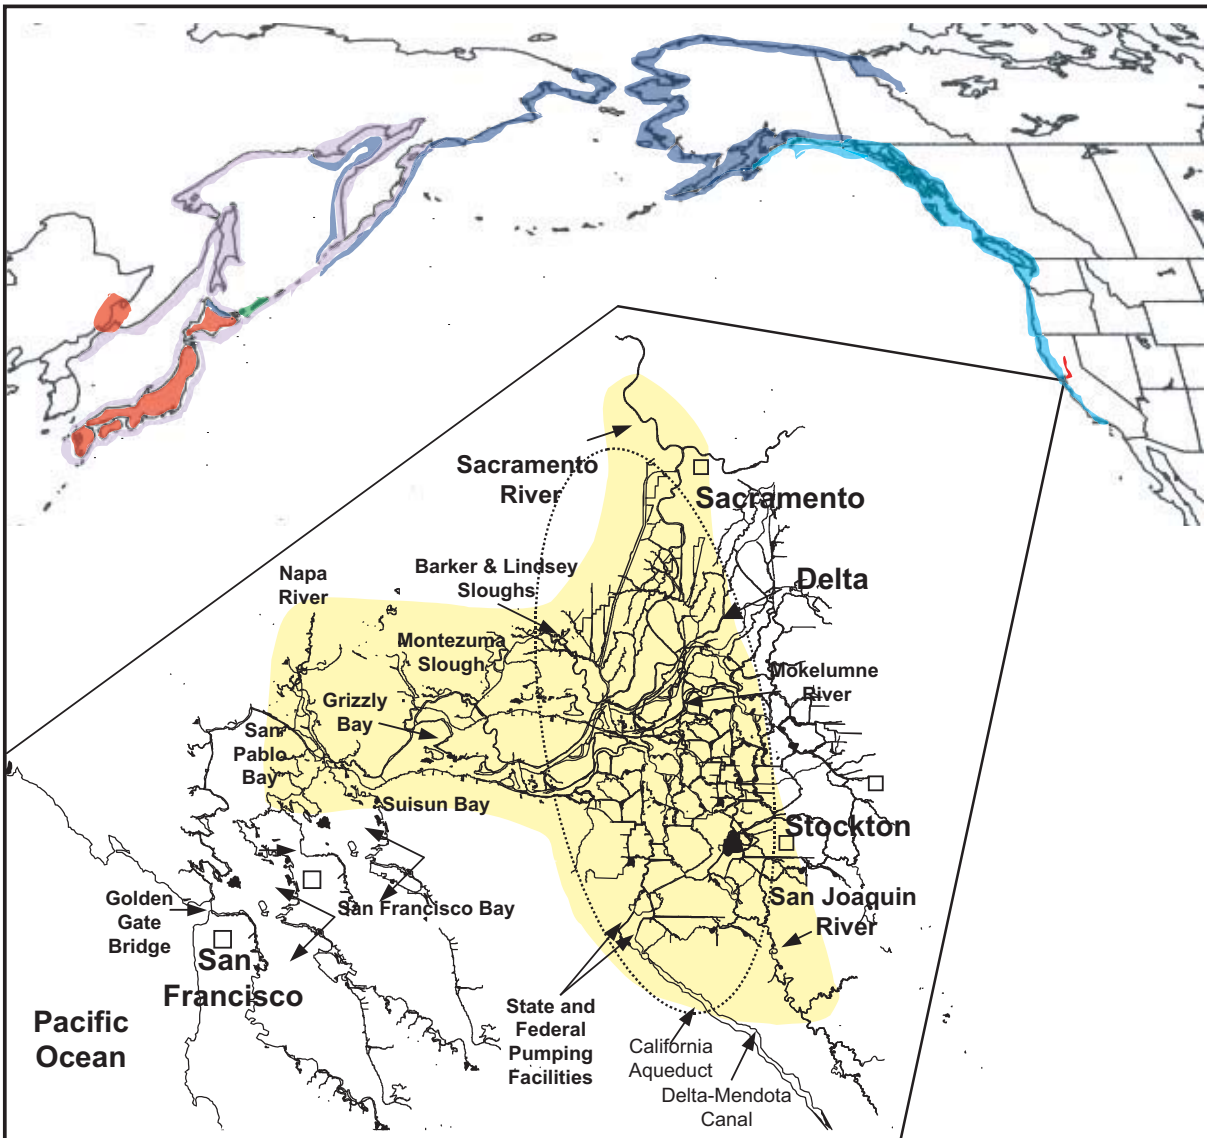 Sacramento
River
Sacramento
Barker & Lindsey
Sloughs
Delta
Napa
River
Montezuma
Slough
Mokelumne
River
Grizzly
Bay
San
Pablo
Bay
Suisun Bay
Stockton
Golden
Gate
Bridge
San Francisco Bay
San Joaquin
River
San
Francisco
Pacific
Ocean
State and
Federal
Pumping
Facilities
California
Aqueduct
Delta-Mendota
Canal